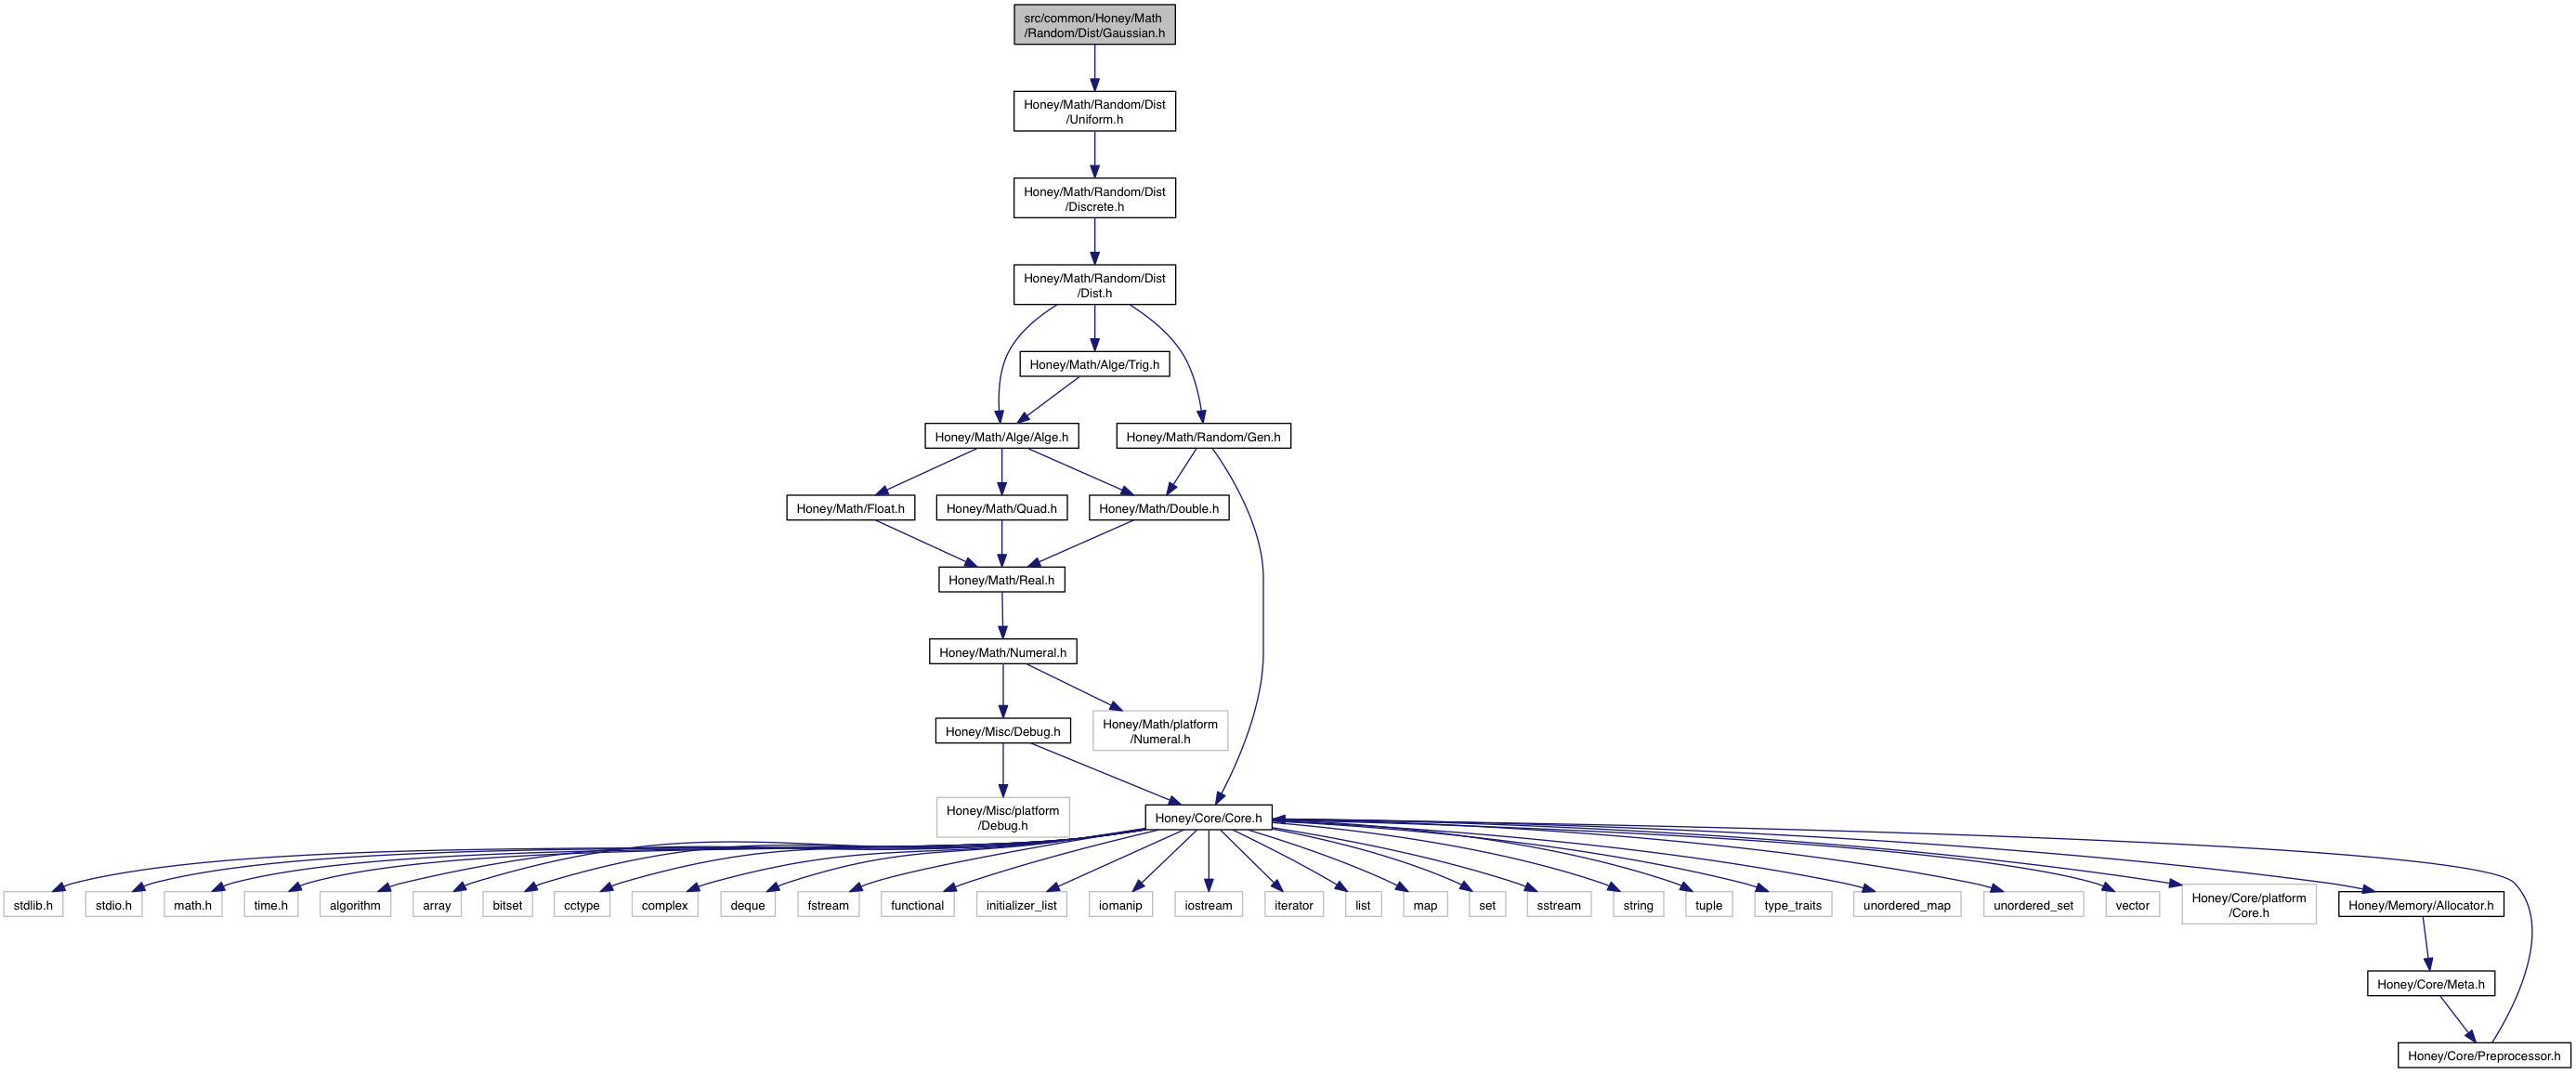 src/common/Honey/Math
/Random/Dist/Gaussian.h
Honey/Math/Random/Dist
/Uniform.h
Honey/Math/Random/Dist
/Discrete.h
Honey/Math/Random/Dist
/Dist.h
Honey/Math/Alge/Trig.h
Honey/Math/Alge/Alge.h
Honey/Math/Random/Gen.h
Honey/Math/Float.h
Honey/Math/Quad.h
Honey/Math/Double.h
Honey/Math/Real.h
Honey/Math/Numeral.h
Honey/Misc/Debug.h
Honey/Math/platform
/Numeral.h
Honey/Misc/platform
/Debug.h
Honey/Core/Core.h
stdlib.h
stdio.h
math.h
time.h
algorithm
array
bitset
cctype
complex
deque
fstream
functional
initializer_list
iomanip
iostream
iterator
list
map
set
sstream
string
tuple
type_traits
unordered_map
unordered_set
vector
Honey/Core/platform
/Core.h
Honey/Memory/Allocator.h
Honey/Core/Meta.h
Honey/Core/Preprocessor.h